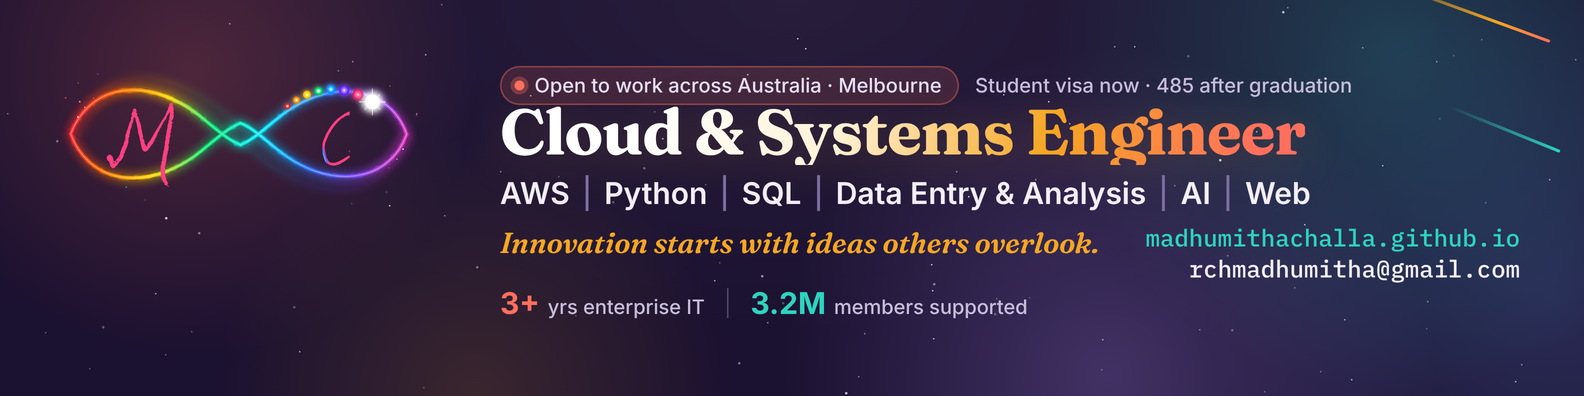 M C
Open to work across Australia · Melbourne
Student visa now · 485 after graduation
Cloud & Systems Engineer
AWS | Python | SQL | Data Entry & Analysis | AI | Web
Innovation starts with ideas others overlook.
madhumithachalla.github.io
rchmadhumitha@gmail.com
3+ yrs enterprise IT | 3.2M members supported